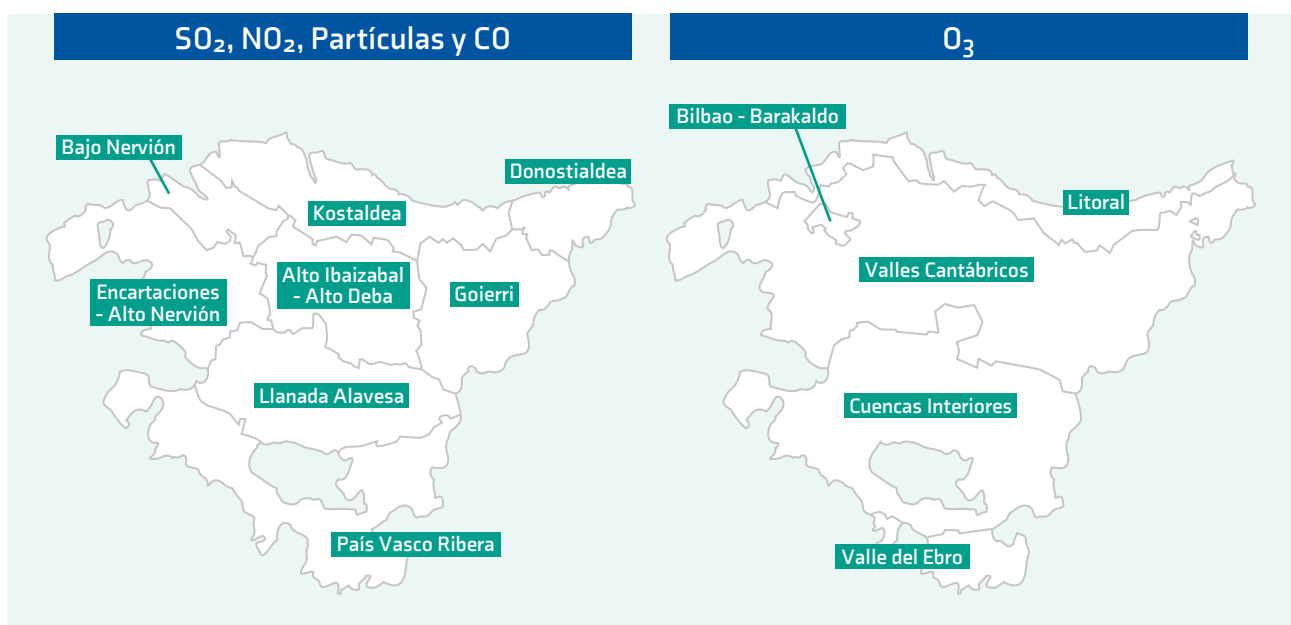 SO₂, NO₂, Partículas y CO
Bajo Nervión
Donostialdea
Kostaldea
Alto Ibaizabal
- Alto Deba
Goierri
Encartaciones
- Alto Nervión
Llanada Alavesa
País Vasco Ribera
O₃
Bilbao - Barakaldo
Litoral
Valles Cantábricos
Cuencas Interiores
Valle del Ebro